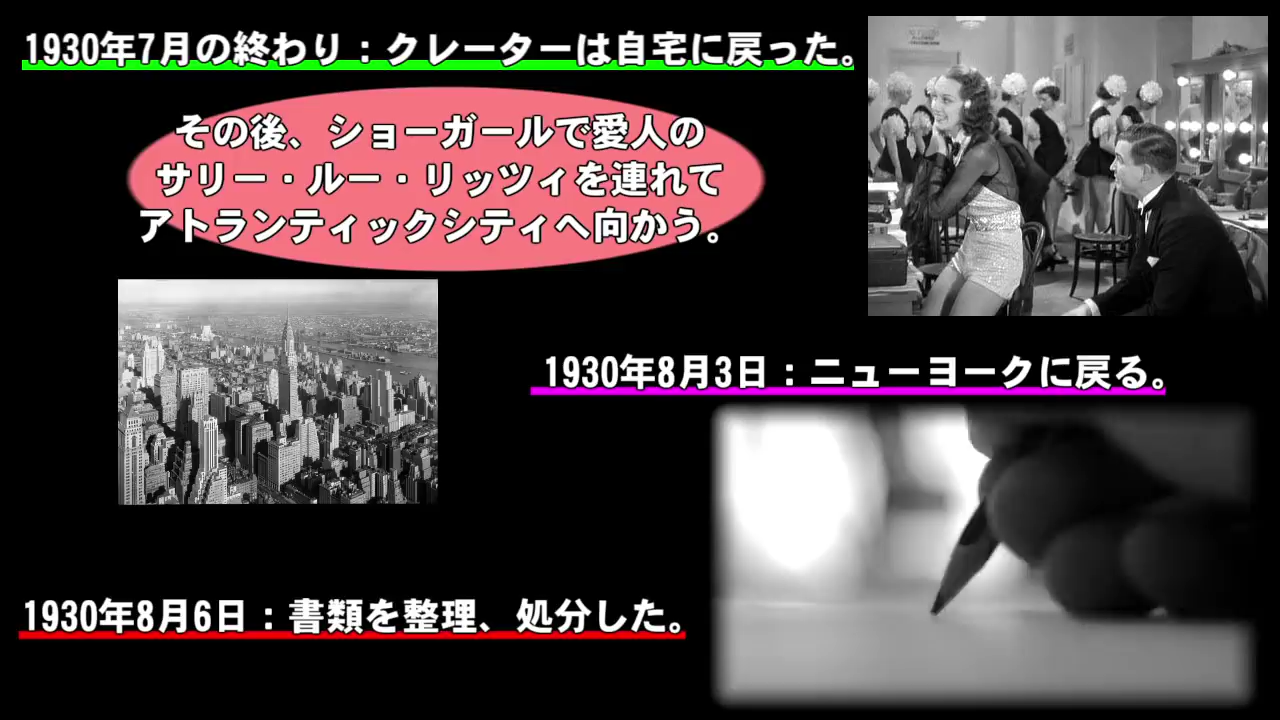 1930年7月の終わり：クレーターは自宅に戻った。
その後、ショーガールで愛人の
サリー・ルー・リッツィを連れて
アトランティックシティへ向かう。
1930年8月3日：ニューヨークに戻る。
1930年8月6日：書類を整理、処分した。